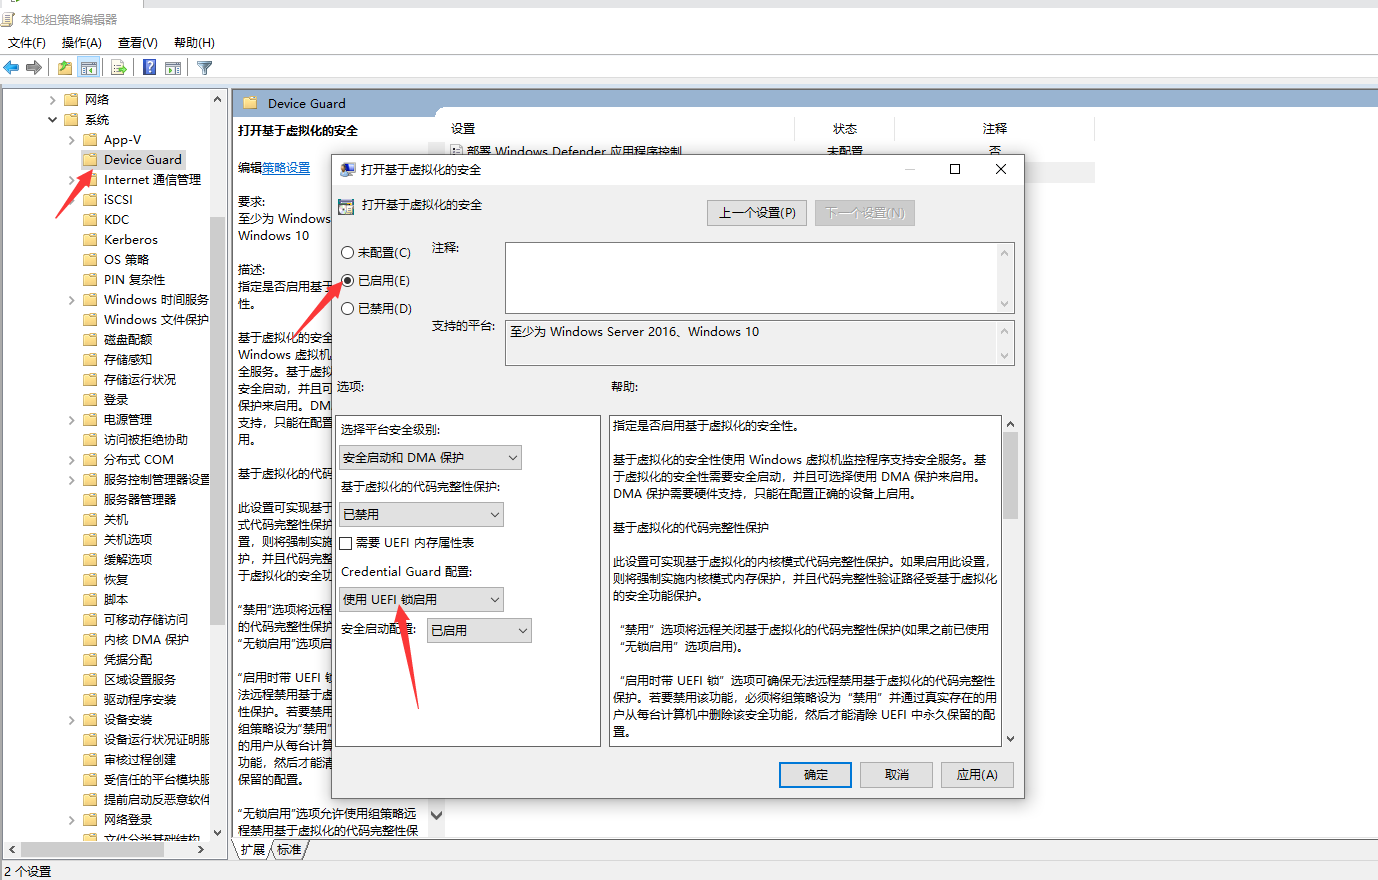 本地组策略编辑器
文件(F) 操作(A) 查看(V) 帮助(H)
网络
系统
App-V
Device Guard
Internet 通信管理
iSCSI
KDC
Kerberos
OS 策略
PIN 复杂性
Windows 时间服务
Windows 文件保护
磁盘配额
存储感知
存储运行状况
登录
电源管理
访问被拒绝协助
分布式 COM
服务控制管理器设置
服务器管理器
关机
关机选项
缓解选项
恢复
脚本
可移动存储访问
内核 DMA 保护
凭据分配
区域设置服务
驱动程序安装
设备安装
设备运行状况证明服
审核过程创建
受信任的平台模块服
提前启动反恶意软件
网络登录
文件分类基础结构
Device Guard
打开基于虚拟化的安全
编辑策略设置
要求:
至少为 Windows
Windows 10
描述:
指定是否启用基于
性。
基于虚拟化的安全
Windows 虚拟机
全服务。基于虚拟
安全启动，并且可
保护来启用。DM
支持，只能在配置
用。
基于虚拟化的代码
此设置可实现基于
式代码完整性保护
置，则将强制实施
护，并且代码完整
于虚拟化的安全功
“禁用”选项将远程
的代码完整性保护
“无锁启用”选项启
“启用时带 UEFI 锁
法远程禁用基于虚
性保护。若要禁用
组策略设为“禁用”
的用户从每台计算
功能，然后才能清
保留的配置。
“无锁启用”选项允许使用组策略远
程禁用基于虚拟化的代码完整性保
设置 状态 注释
部署 Windows Defender 应用程序控制 未配置 否
打开基于虚拟化的安全
打开基于虚拟化的安全
上一个设置(P) 下一个设置(N)
未配置(C)
已启用(E)
已禁用(D)
注释:
支持的平台:
至少为 Windows Server 2016、Windows 10
选项:
选择平台安全级别:
安全启动和 DMA 保护
基于虚拟化的代码完整性保护:
已禁用
需要 UEFI 内存属性表
Credential Guard 配置:
使用 UEFI 锁启用
安全启动配置: 已启用
帮助:
指定是否启用基于虚拟化的安全性。
基于虚拟化的安全性使用 Windows 虚拟机监控程序支持安全服务。基
于虚拟化的安全性需要安全启动，并且可选择使用 DMA 保护来启用。
DMA 保护需要硬件支持，只能在配置正确的设备上启用。
基于虚拟化的代码完整性保护
此设置可实现基于虚拟化的内核模式代码完整性保护。如果启用此设置，
则将强制实施内核模式内存保护，并且代码完整性验证路径受基于虚拟化
的安全功能保护。
“禁用”选项将远程关闭基于虚拟化的代码完整性保护(如果之前已使用
“无锁启用”选项启用)。
“启用时带 UEFI 锁”选项可确保无法远程禁用基于虚拟化的代码完整性
保护。若要禁用该功能，必须将组策略设为“禁用”并通过真实存在的用
户从每台计算机中删除该安全功能，然后才能清除 UEFI 中永久保留的配
置。
确定 取消 应用(A)
扩展 标准
2 个设置